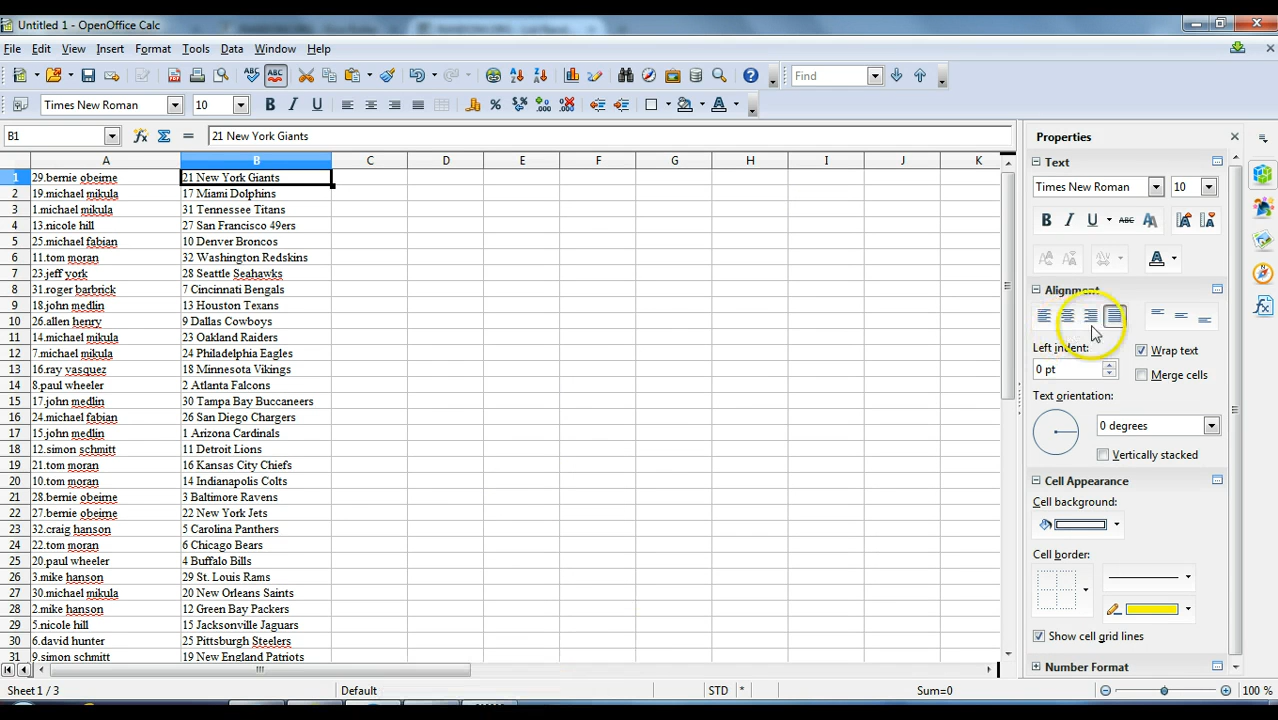 Untitled 1 - OpenOffice Calc
File Edit View Insert Format Tools Data Window Help
ABC ABC Find
Times New Roman 10 B I U
B1 21 New York Giants
A B C D E F G H I J K
1 29.bernie obeirne 21 New York Giants
2 19.michael mikula 17 Miami Dolphins
3 1.michael mikula 31 Tennessee Titans
4 13.nicole hill 27 San Francisco 49ers
5 25.michael fabian 10 Denver Broncos
6 11.tom moran 32 Washington Redskins
7 23.jeff york 28 Seattle Seahawks
8 31.roger barbrick 7 Cincinnati Bengals
9 18.john medlin 13 Houston Texans
10 26.allen herry 9 Dallas Cowboys
11 14.michael mikula 23 Oakland Raiders
12 7.michael mikula 24 Philadelphia Eagles
13 16.ray vasquez 18 Minnesota Vikings
14 8.paul wheeler 2 Atlanta Falcons
15 17.john medlin 30 Tampa Bay Buccaneers
16 24.michael fabian 26 San Diego Chargers
17 15.john medlin 1 Arizona Cardinals
18 12.simon schmitt 11 Detroit Lions
19 21.tom moran 16 Kansas City Chiefs
20 10.tom moran 14 Indianapolis Colts
21 28.bernie obeirne 3 Baltimore Ravens
22 27.bernie obeirne 22 New York Jets
23 32.craig hanson 5 Carolina Panthers
24 22.tom moran 6 Chicago Bears
25 20.paul wheeler 4 Buffalo Bills
26 3.mike hanson 29 St. Louis Rams
27 30.michael mikula 20 New Orleans Saints
28 2.mike hanson 12 Green Bay Packers
29 5.nicole hill 15 Jacksonville Jaguars
30 6.david hunter 25 Pittsburgh Steelers
31 9.simon schmitt 19 New England Patriots
Properties
Text
Times New Roman 10
B I U ABC
Alignment
Left indent: Wrap text
0 pt Merge cells
Text orientation:
0 degrees
Vertically stacked
Cell Appearance
Cell background:
Cell border:
Show cell grid lines
Number Format
Sheet 1 / 3 Default STD * Sum=0 100 %